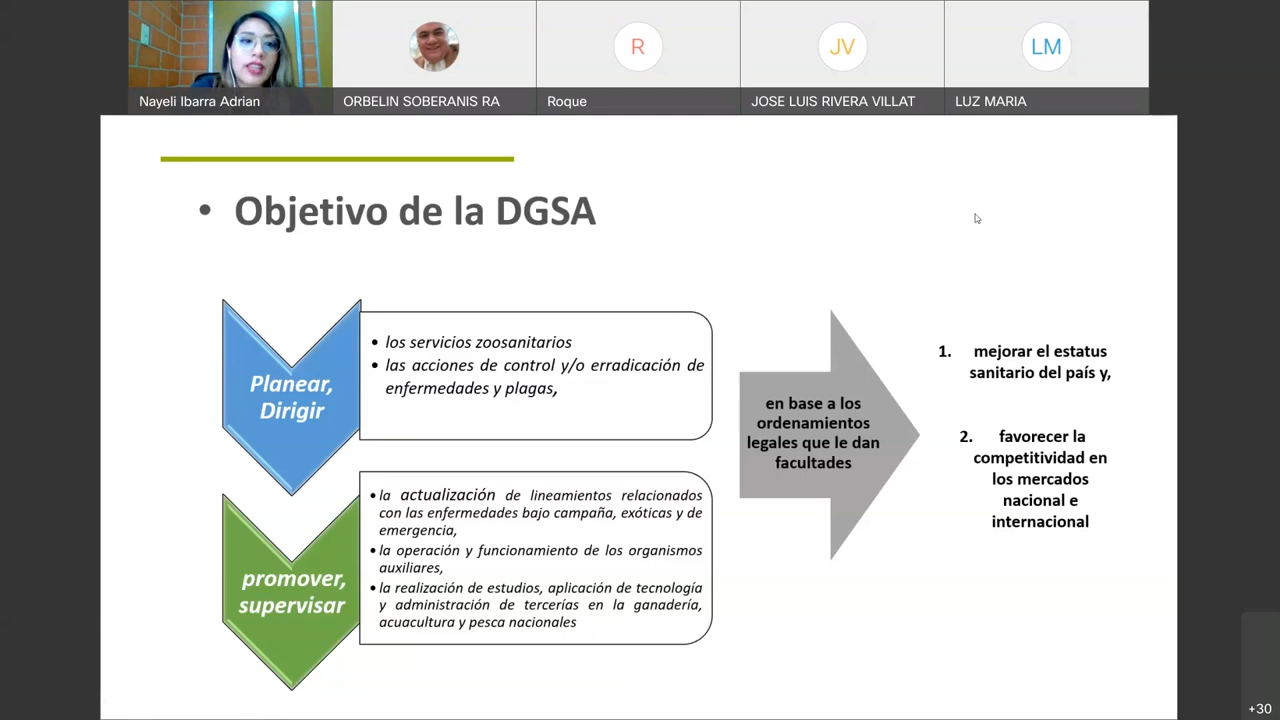 R
JV
LM
Nayeli Ibarra Adrian
ORBELIN SOBERANIS RA
Roque
JOSE LUIS RIVERA VILLAT
LUZ MARIA
• Objetivo de la DGSA
Planear,
Dirigir
• los servicios zoosanitarios
• las acciones de control y/o erradicación de
enfermedades y plagas,
promover,
supervisar
• la actualización de lineamientos relacionados
con las enfermedades bajo campaña, exóticas y de
emergencia,
• la operación y funcionamiento de los organismos
auxiliares,
• la realización de estudios, aplicación de tecnología
y administración de tercerías en la ganadería,
acuacultura y pesca nacionales
en base a los
ordenamientos
legales que le dan
facultades
1. mejorar el estatus
sanitario del país y,
2. favorecer la
competitividad en
los mercados
nacional e
internacional
+30